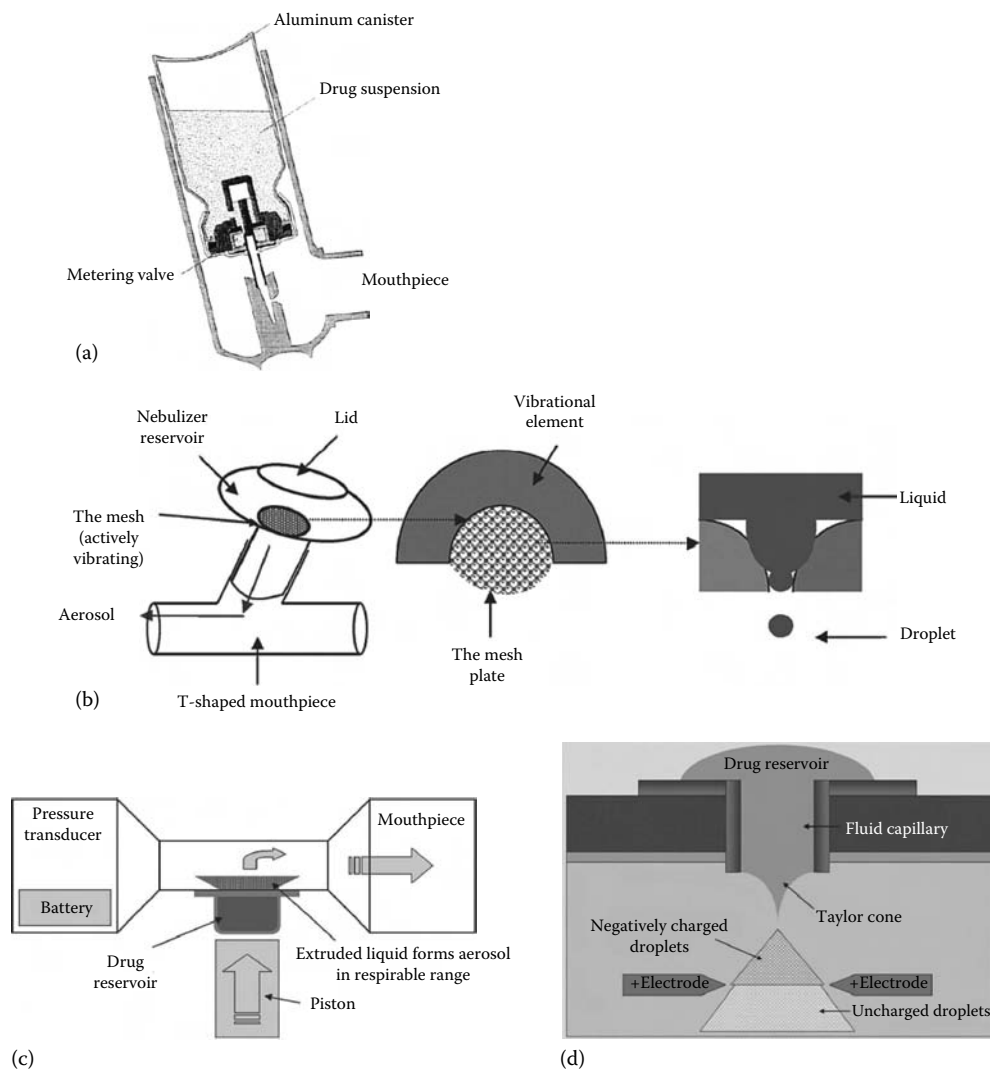 Aluminum canister
Drug suspension
Metering valve
Mouthpiece
(a)
Nebulizer
reservoir
Lid
Vibrational
element
The mesh
(actively
vibrating)
Liquid
Aerosol
Droplet
The mesh
plate
T-shaped mouthpiece
(b)
Pressure
transducer
Mouthpiece
Battery
Drug
reservoir
Extruded liquid forms aerosol
in respirable range
Piston
(c)
Drug reservoir
Fluid capillary
Taylor cone
Negatively charged
droplets
+Electrode
+Electrode
Uncharged droplets
(d)